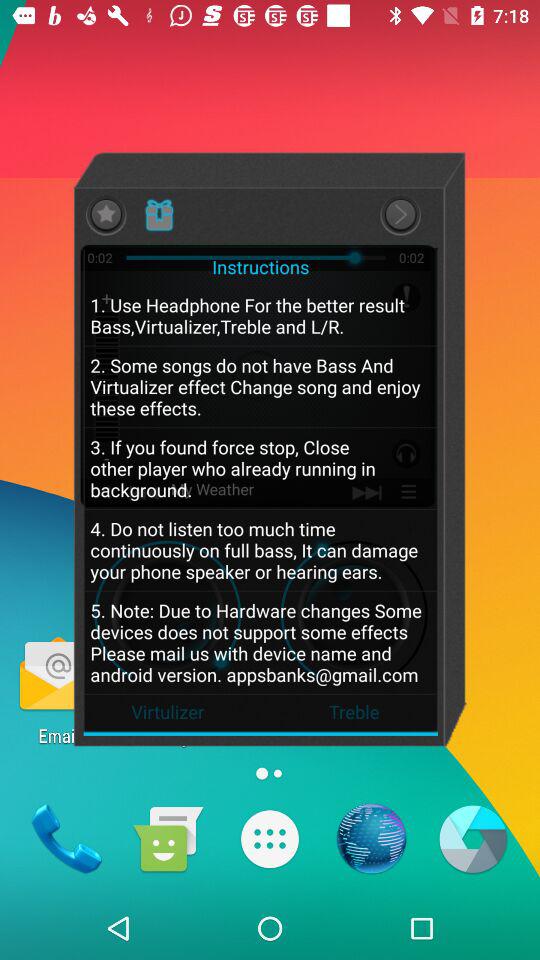 7:18
0:02
0:02
Instructions
1. Use Headphone For the better result
Bass,Virtualizer,Treble and L/R.
2. Some songs do not have Bass And
Virtualizer effect Change song and enjoy
these effects.
3. If you found force stop, Close
other player who already running in
background.
My Weather
4. Do not listen too much time
continuously on full bass, It can damage
your phone speaker or hearing ears.
5. Note: Due to Hardware changes Some
devices does not support some effects
Please mail us with device name and
android version. appsbanks@gmail.com
Virtulizer
Treble
Emai